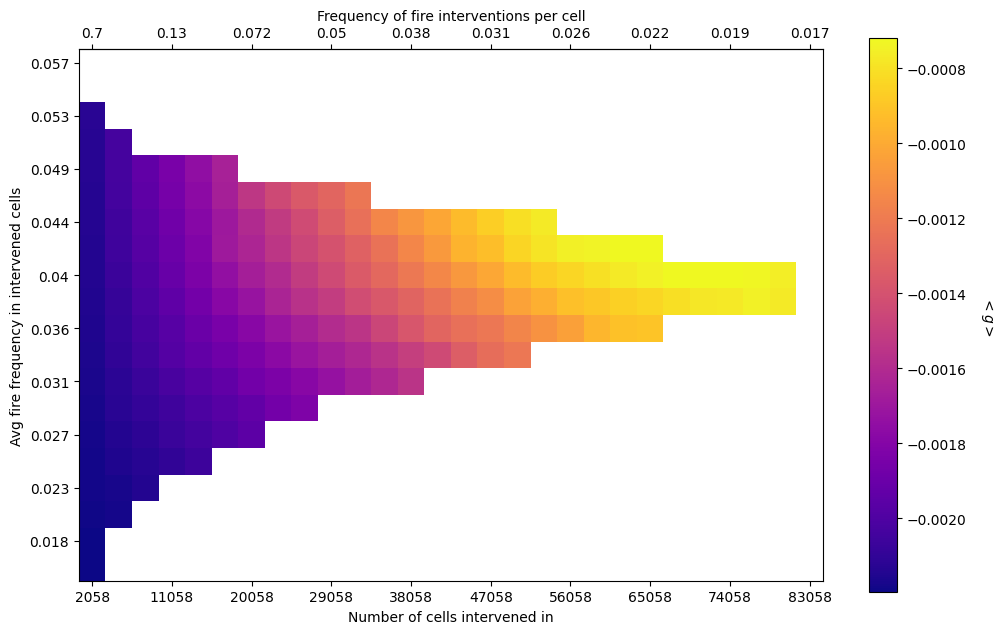 Frequency of fire interventions per cell
0.7 0.13 0.072 0.05 0.038 0.031 0.026 0.022 0.019 0.017
Avg fire frequency in intervened cells
0.057
0.053
0.049
0.044
0.04
0.036
0.031
0.027
0.023
0.018
2058 11058 20058 29058 38058 47058 56058 65058 74058 83058
Number of cells intervened in
−0.0008
−0.0010
−0.0012
−0.0014
−0.0016
−0.0018
−0.0020
< g >